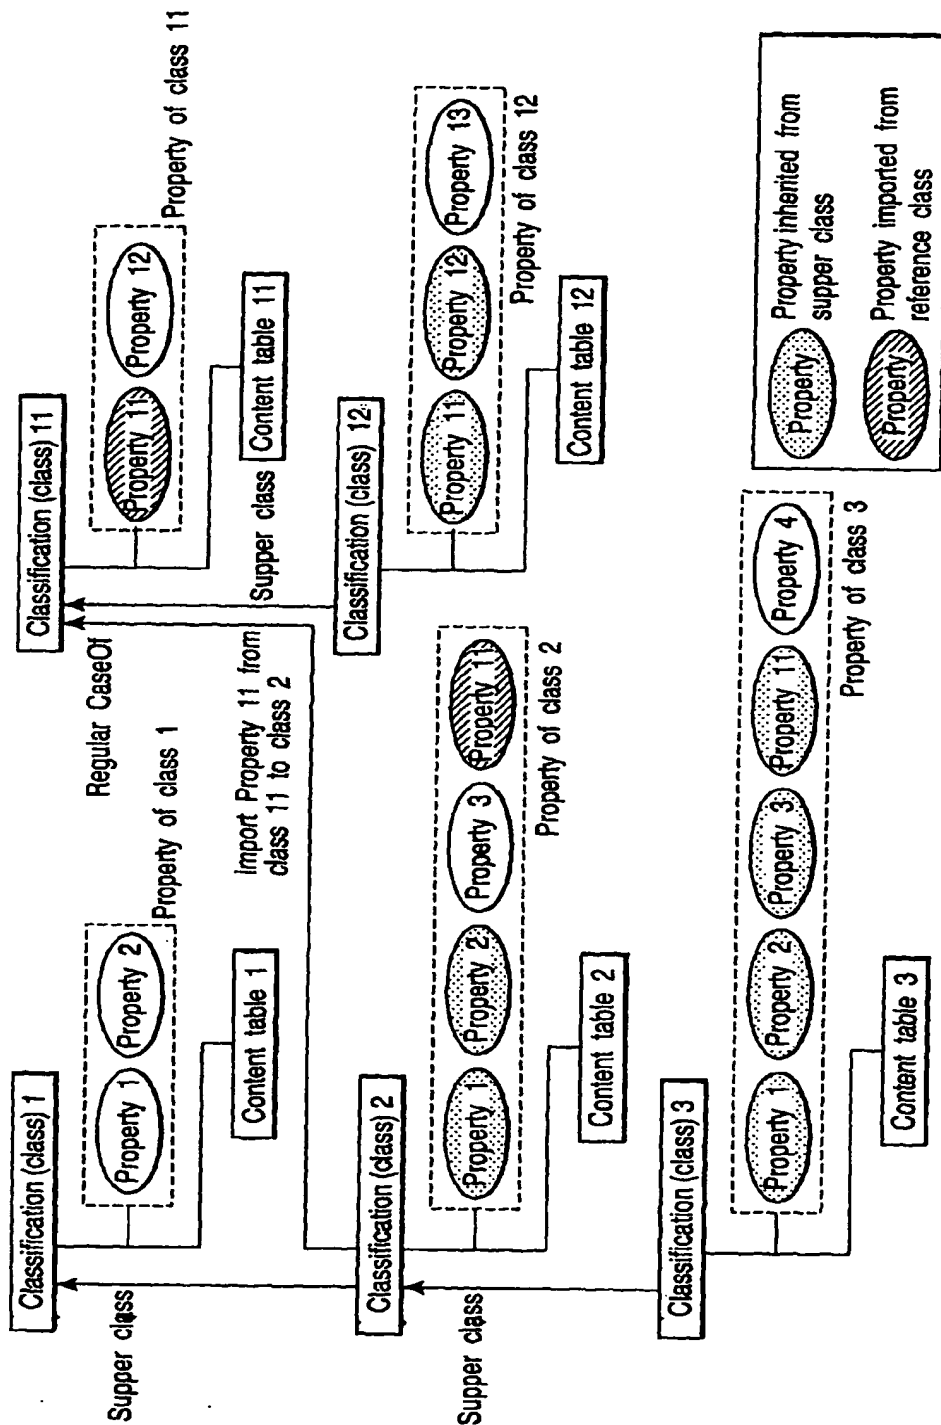 Classification (class) 1
Property 1
Property 2
Property of class 1
Content table 1
Supper class
Classification (class) 11
Property 11
Property 12
Property of class 11
Content table 11
Regular CaseOf
Supper class
Import Property 11 from
class 11 to class 2
Classification (class) 2
Property 1
Property 2
Property 3
Property 11
Property of class 2
Content table 2
Supper class
Classification (class) 12
Property 11
Property 12
Property 13
Property of class 12
Content table 12
Classification (class) 3
Property 1
Property 2
Property 3
Property 11
Property 4
Property of class 3
Content table 3
Property
Property inherited from
supper class
Property
Property imported from
reference class